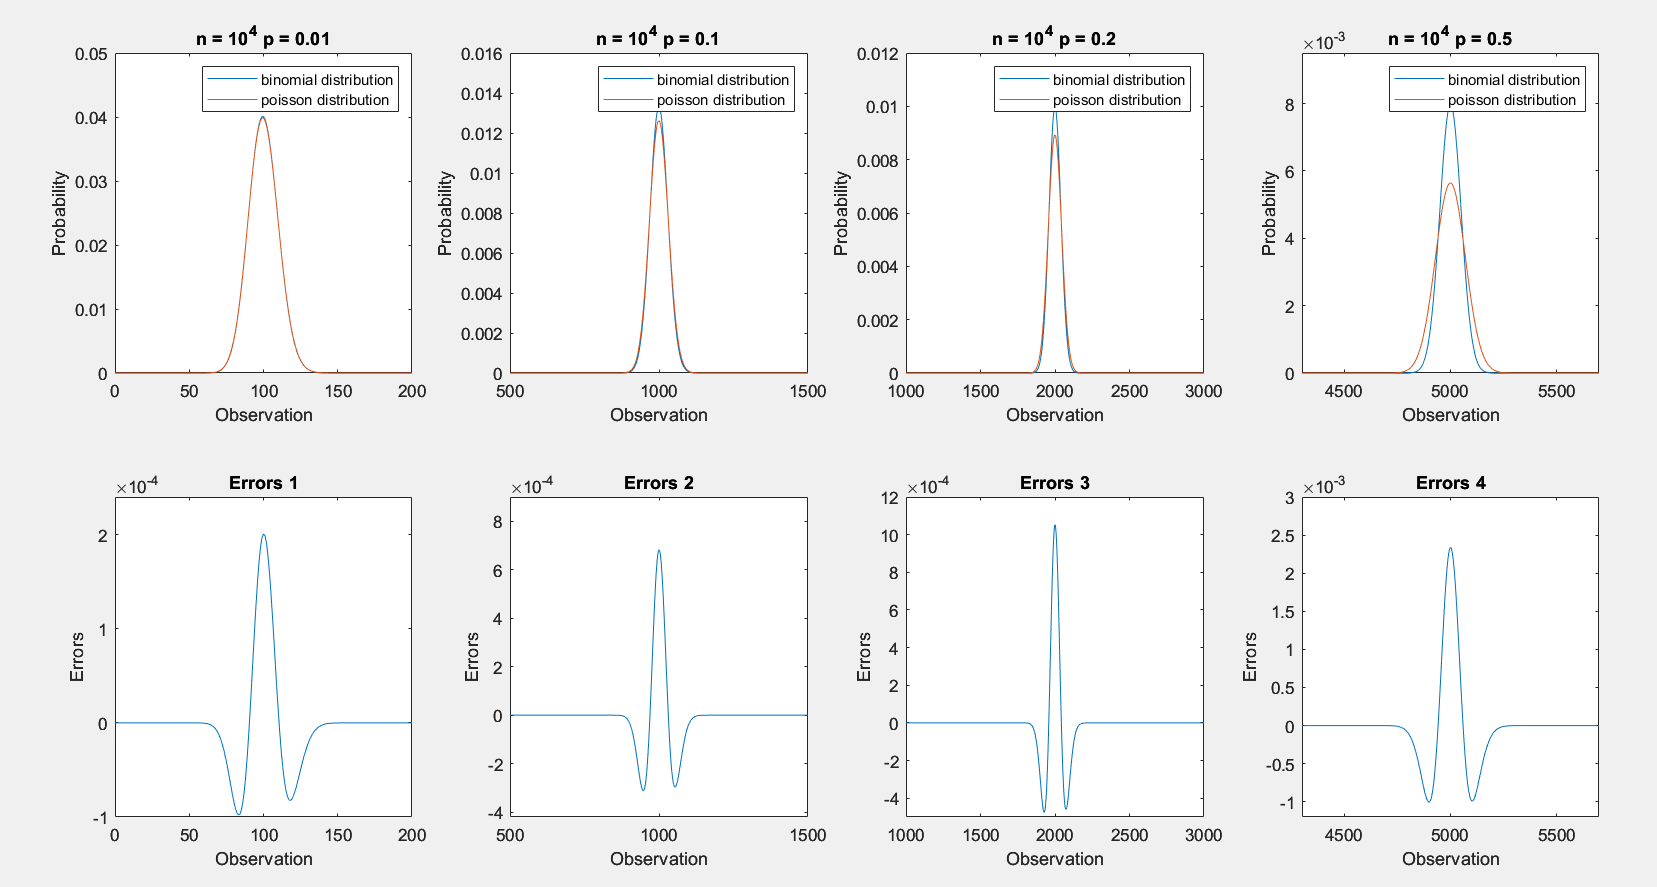 n = 10^4 p = 0.01
0.05
0.04
0.03
0.02
0.01
0
Probability
binomial distribution
poisson distribution
0 50 100 150 200
Observation
n = 10^4 p = 0.1
0.016
0.014
0.012
0.01
0.008
0.006
0.004
0.002
0
Probability
binomial distribution
poisson distribution
500 1000 1500
Observation
n = 10^4 p = 0.2
0.012
0.01
0.008
0.006
0.004
0.002
0
Probability
binomial distribution
poisson distribution
1000 1500 2000 2500 3000
Observation
n = 10^4 p = 0.5
×10^-3
8
6
4
2
0
Probability
binomial distribution
poisson distribution
4500 5000 5500
Observation
Errors 1
×10^-4
2
1
0
-1
Errors
0 50 100 150 200
Observation
Errors 2
×10^-4
8
6
4
2
0
-2
-4
Errors
500 1000 1500
Observation
Errors 3
×10^-4
12
10
8
6
4
2
0
-2
-4
Errors
1000 1500 2000 2500 3000
Observation
Errors 4
×10^-3
3
2.5
2
1.5
1
0.5
0
-0.5
-1
Errors
4500 5000 5500
Observation